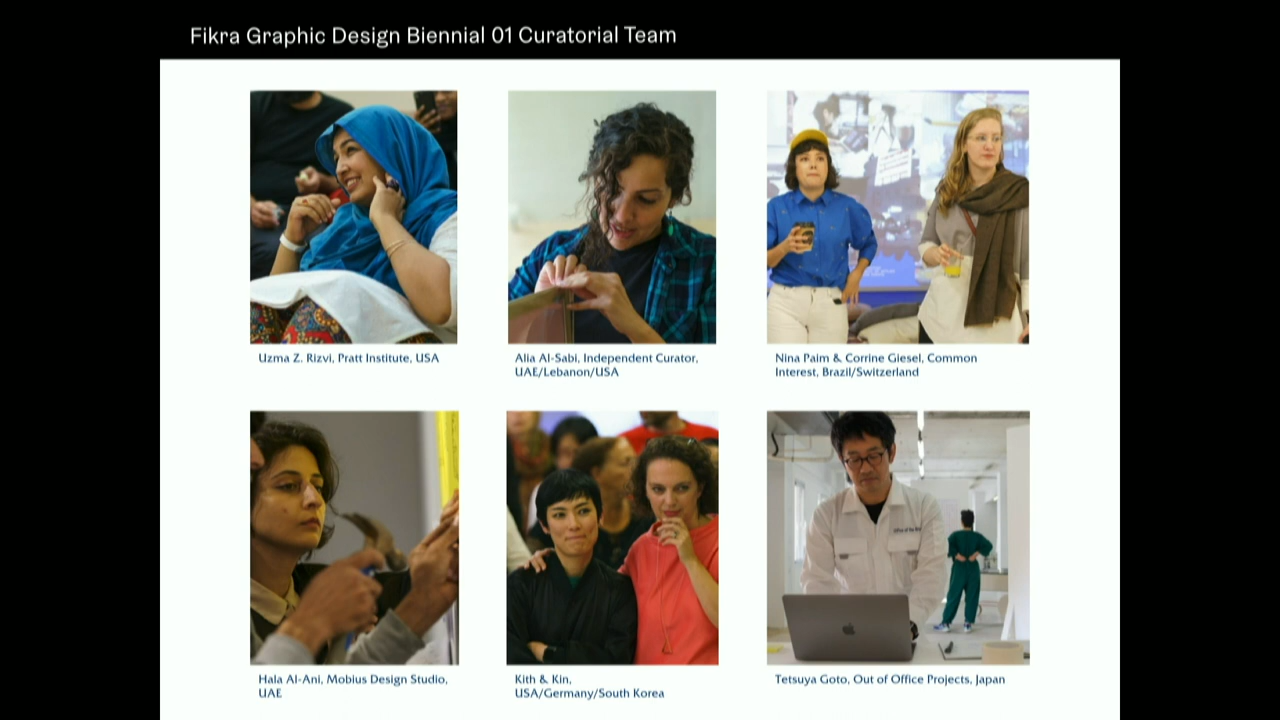 Fikra Graphic Design Biennial 01 Curatorial Team
Uzma Z. Rizvi, Pratt Institute, USA
Alia Al-Sabi, Independent Curator,
UAE/Lebanon/USA
Nina Paim & Corrine Giesel, Common
Interest, Brazil/Switzerland
Hala Al-Ani, Mobius Design Studio,
UAE
Kith & Kin,
USA/Germany/South Korea
Tetsuya Goto, Out of Office Projects, Japan